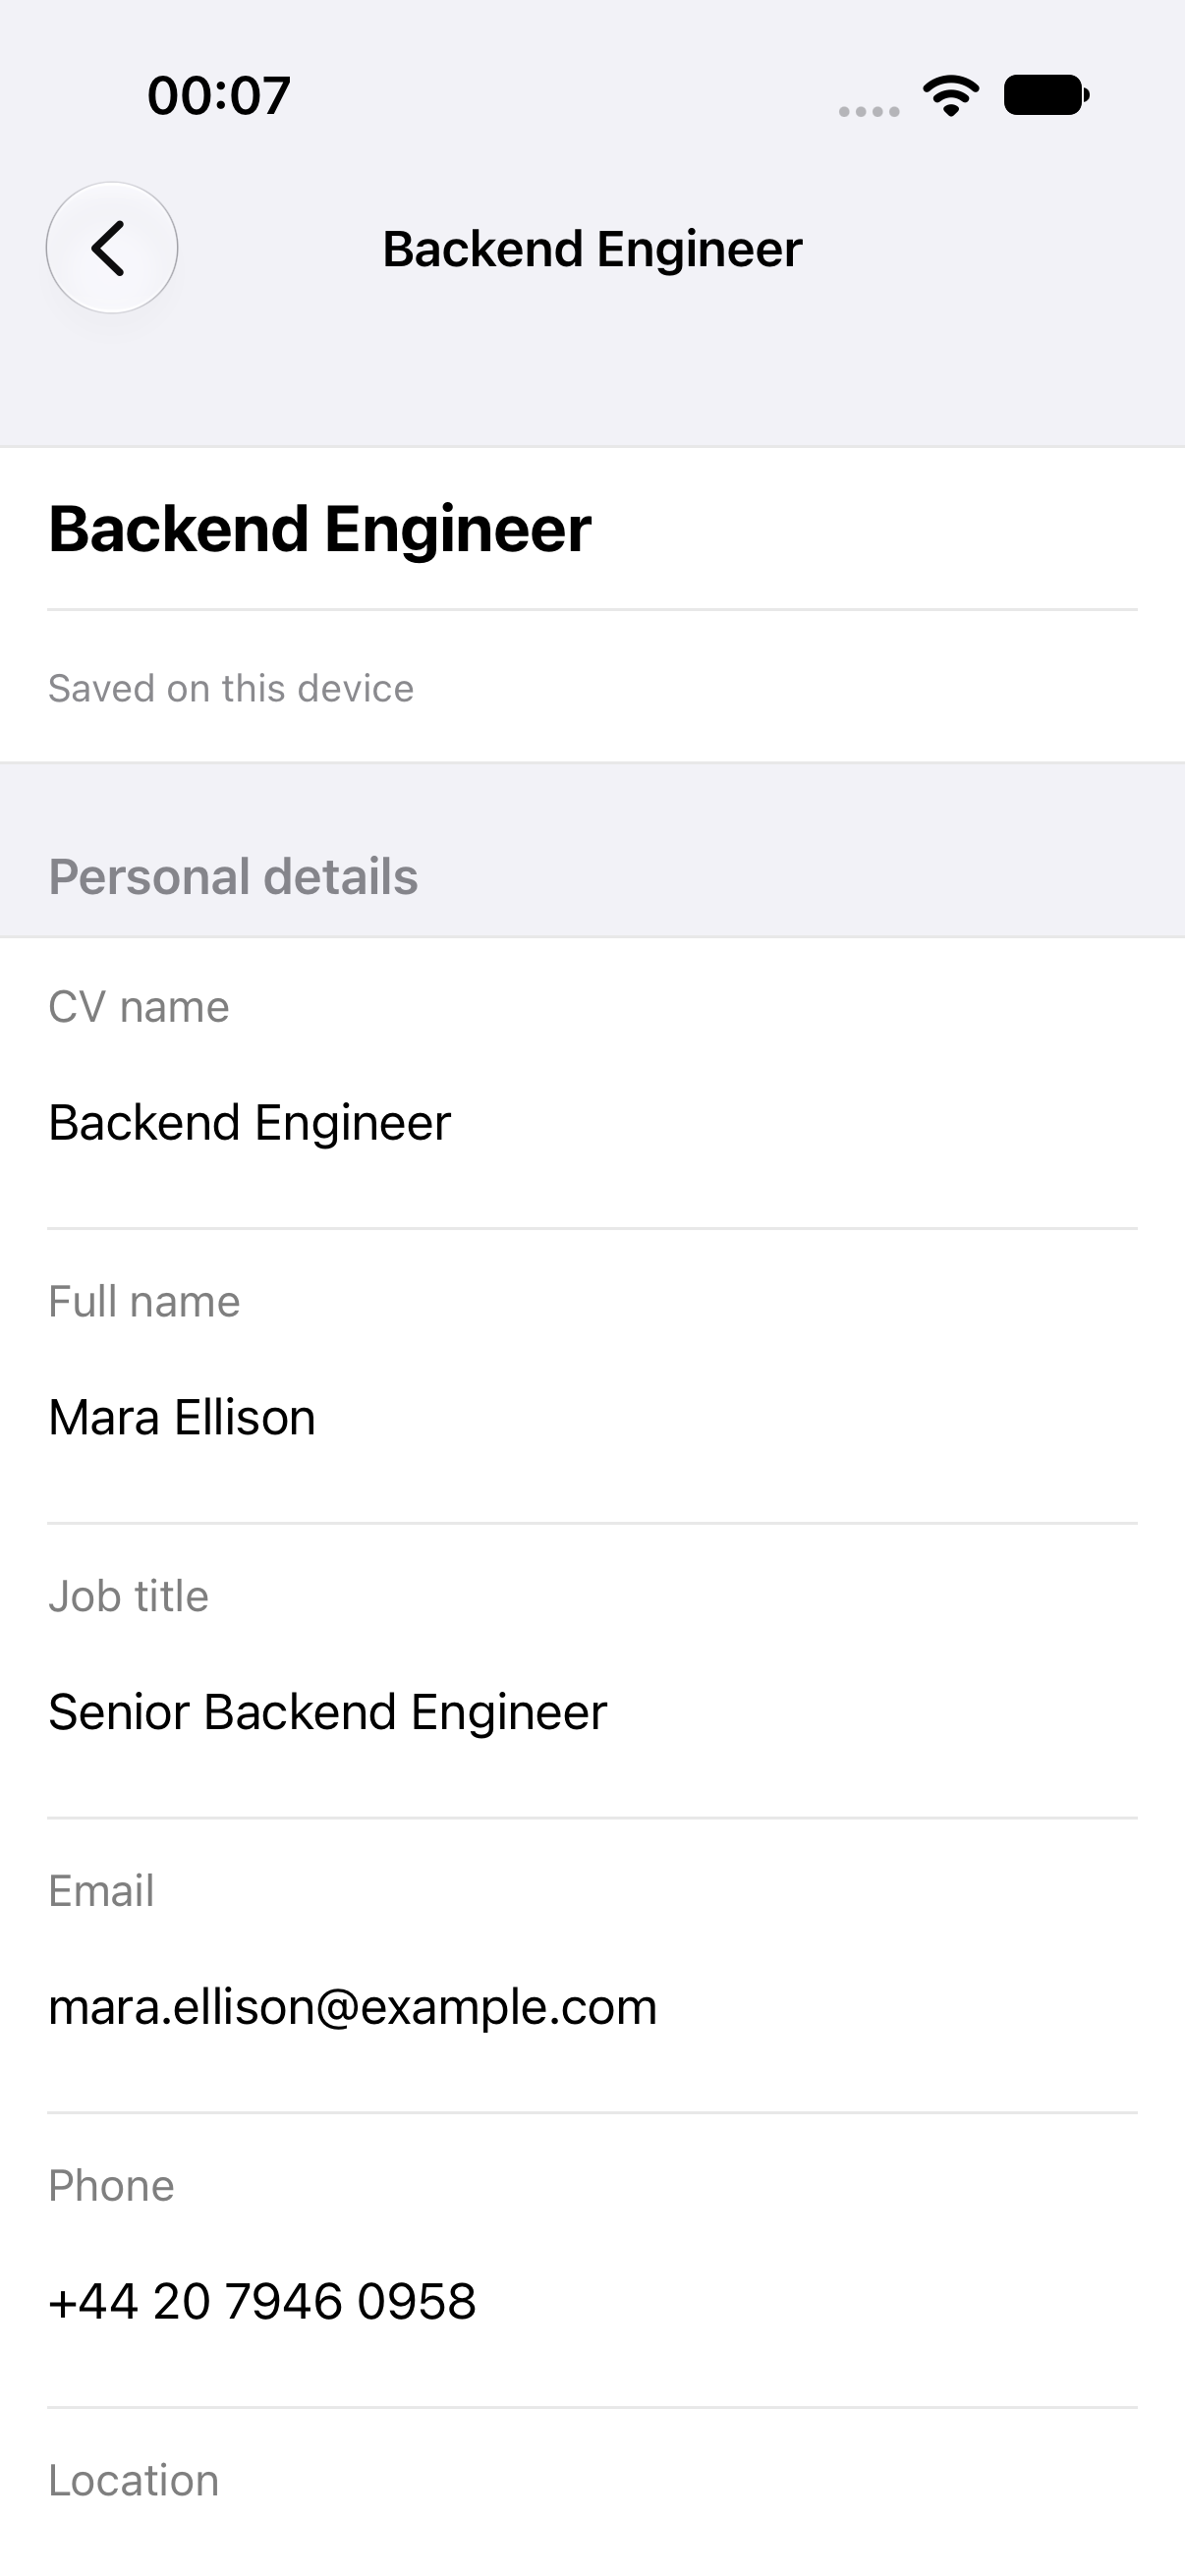 00:07
Backend Engineer
Backend Engineer
Saved on this device
Personal details
CV name
Backend Engineer
Full name
Mara Ellison
Job title
Senior Backend Engineer
Email
mara.ellison@example.com
Phone
+44 20 7946 0958
Location